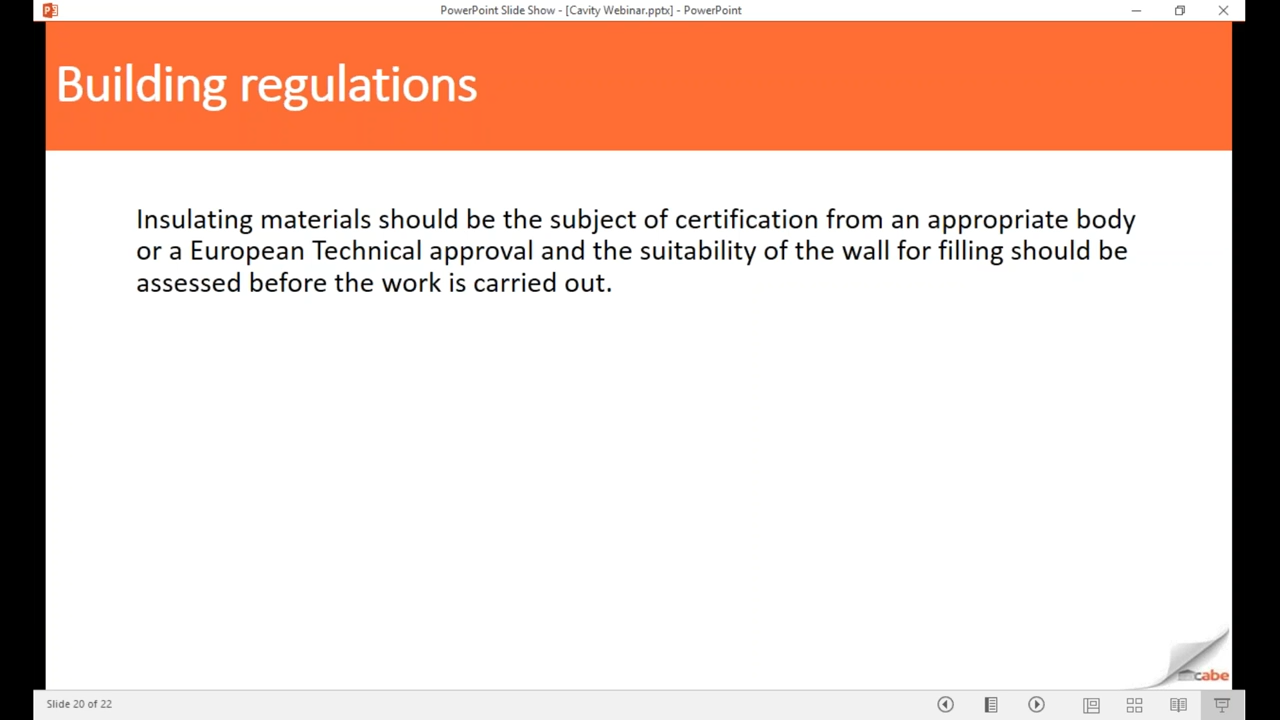 PowerPoint Slide Show - [Cavity Webinar.pptx] - PowerPoint
Building regulations
Insulating materials should be the subject of certification from an appropriate body
or a European Technical approval and the suitability of the wall for filling should be
assessed before the work is carried out.
cabe
Slide 20 of 22